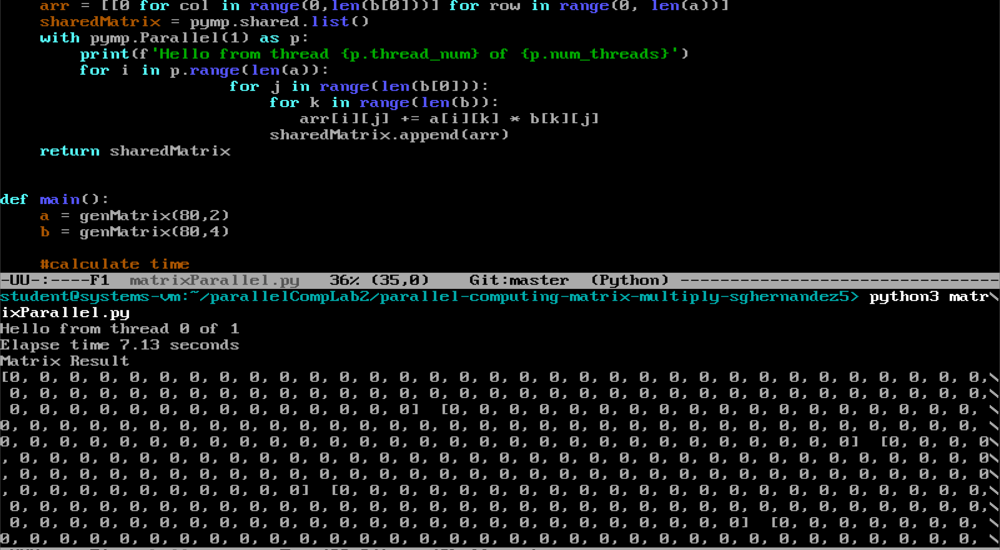 arr = [[0 for col in range(0,len(b[0]))] for row in range(0, len(a))]
sharedMatrix = pymp.shared.list()
with pymp.Parallel(1) as p:
print(f'Hello from thread {p.thread_num} of {p.num_threads}')
for i in p.range(len(a)):
for j in range(len(b[0])):
for k in range(len(b)):
arr[i][j] += a[i][k] * b[k][j]
sharedMatrix.append(arr)
return sharedMatrix
def main():
a = genMatrix(80,2)
b = genMatrix(80,4)
#calculate time
-UU-:----F1  matrixParallel.py   36% (35,0)    Git:master  (Python) --------------------------------
student@systems-vm:~/parallelCompLab2/parallel-computing-matrix-multiply-sghernandez5> python3 matr\
ixParallel.py
Hello from thread 0 of 1
Elapse time 7.13 seconds
Matrix Result
[0, 0, 0, 0, 0, 0, 0, 0, 0, 0, 0, 0, 0, 0, 0, 0, 0, 0, 0, 0, 0, 0, 0, 0, 0, 0, 0, 0, 0, 0, 0, 0, 0,\
 0, 0, 0, 0, 0, 0, 0, 0, 0, 0, 0, 0, 0, 0, 0, 0, 0, 0, 0, 0, 0, 0, 0, 0, 0, 0, 0, 0, 0, 0, 0, 0, 0,\
 0, 0, 0, 0, 0, 0, 0, 0, 0, 0, 0, 0, 0, 0]  [0, 0, 0, 0, 0, 0, 0, 0, 0, 0, 0, 0, 0, 0, 0, 0, 0, 0, \
0, 0, 0, 0, 0, 0, 0, 0, 0, 0, 0, 0, 0, 0, 0, 0, 0, 0, 0, 0, 0, 0, 0, 0, 0, 0, 0, 0, 0, 0, 0, 0, 0, \
0, 0, 0, 0, 0, 0, 0, 0, 0, 0, 0, 0, 0, 0, 0, 0, 0, 0, 0, 0, 0, 0, 0, 0, 0, 0, 0, 0, 0]  [0, 0, 0, 0\
, 0, 0, 0, 0, 0, 0, 0, 0, 0, 0, 0, 0, 0, 0, 0, 0, 0, 0, 0, 0, 0, 0, 0, 0, 0, 0, 0, 0, 0, 0, 0, 0, 0\
, 0, 0, 0, 0, 0, 0, 0, 0, 0, 0, 0, 0, 0, 0, 0, 0, 0, 0, 0, 0, 0, 0, 0, 0, 0, 0, 0, 0, 0, 0, 0, 0, 0\
, 0, 0, 0, 0, 0, 0, 0, 0, 0, 0]  [0, 0, 0, 0, 0, 0, 0, 0, 0, 0, 0, 0, 0, 0, 0, 0, 0, 0, 0, 0, 0, 0,\
 0, 0, 0, 0, 0, 0, 0, 0, 0, 0, 0, 0, 0, 0, 0, 0, 0, 0, 0, 0, 0, 0, 0, 0, 0, 0, 0, 0, 0, 0, 0, 0, 0,\
 0, 0, 0, 0, 0, 0, 0, 0, 0, 0, 0, 0, 0, 0, 0, 0, 0, 0, 0, 0, 0, 0, 0, 0, 0]  [0, 0, 0, 0, 0, 0, 0, \
0, 0, 0, 0, 0, 0, 0, 0, 0, 0, 0, 0, 0, 0, 0, 0, 0, 0, 0, 0, 0, 0, 0, 0, 0, 0, 0, 0, 0, 0, 0, 0, 0, \